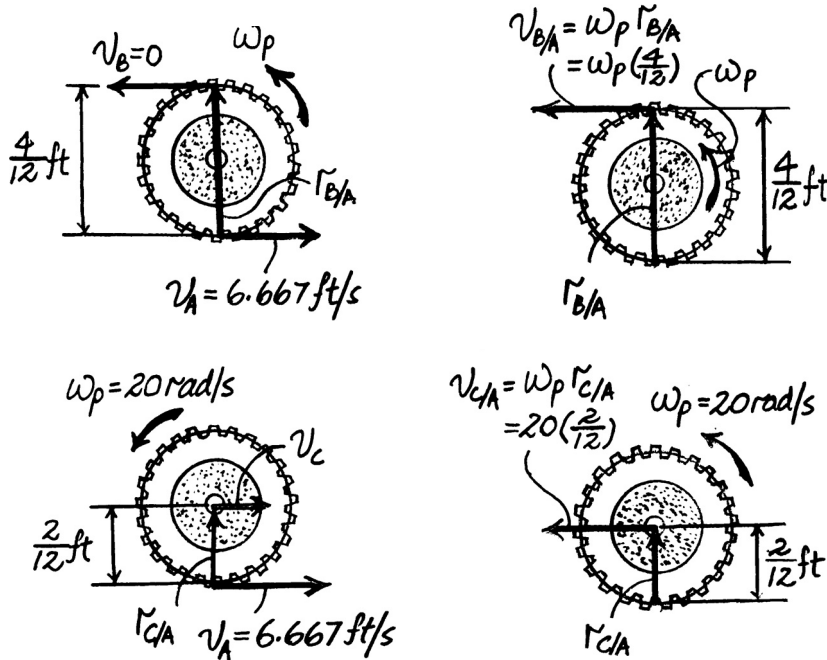 v_B=0
ω_P
4/12 ft
r_B/A
v_A=6.667 ft/s
v_B/A=ω_P r_B/A
=ω_P(4/12)
ω_P
4/12 ft
r_B/A
ω_P=20 rad/s
v_C
2/12 ft
r_C/A
v_A=6.667 ft/s
v_C/A=ω_P r_C/A
=20(2/12)
ω_P=20 rad/s
2/12 ft
r_C/A